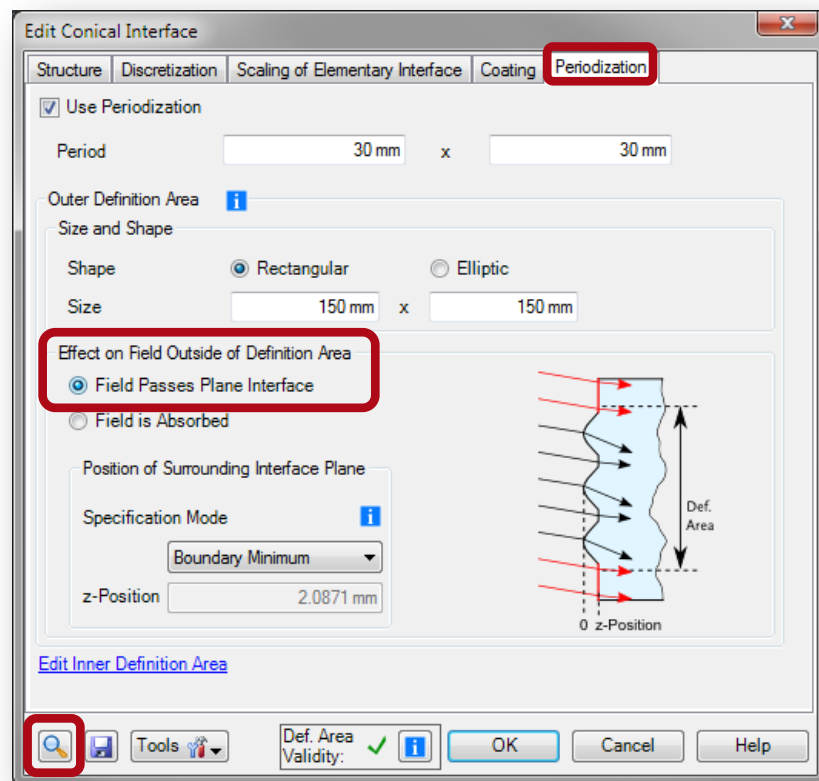 Edit Conical Interface
Structure Discretization Scaling of Elementary Interface Coating Periodization
Use Periodization
Period 30 mm x 30 mm
Outer Definition Area
Size and Shape
Shape Rectangular Elliptic
Size 150 mm x 150 mm
Effect on Field Outside of Definition Area
Field Passes Plane Interface
Field is Absorbed
Position of Surrounding Interface Plane
Specification Mode
Boundary Minimum
z-Position 2.0871 mm
Def.
Area
0 z-Position
Edit Inner Definition Area
Tools
Def. Area
Validity:
OK Cancel Help